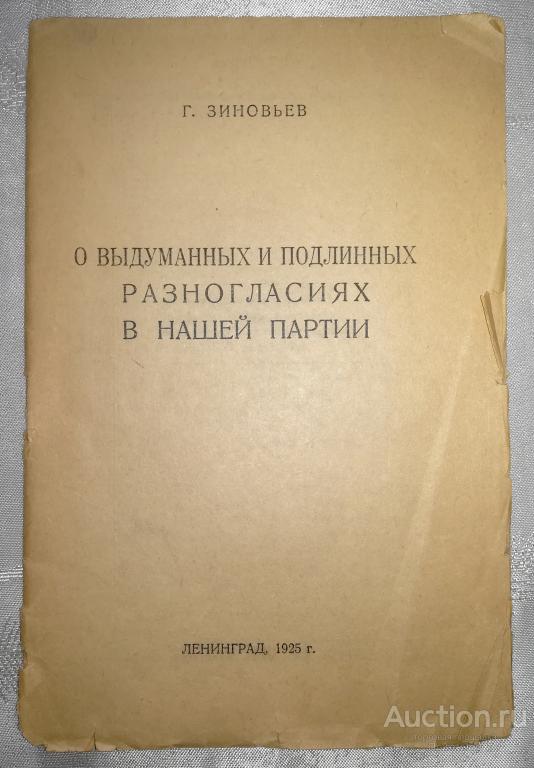 Г. ЗИНОВЬЕВ
О ВЫДУМАННЫХ И ПОДЛИННЫХ
РАЗНОГЛАСИЯХ
В НАШЕЙ ПАРТИИ
ЛЕНИНГРАД, 1925 г.
Auction.ru